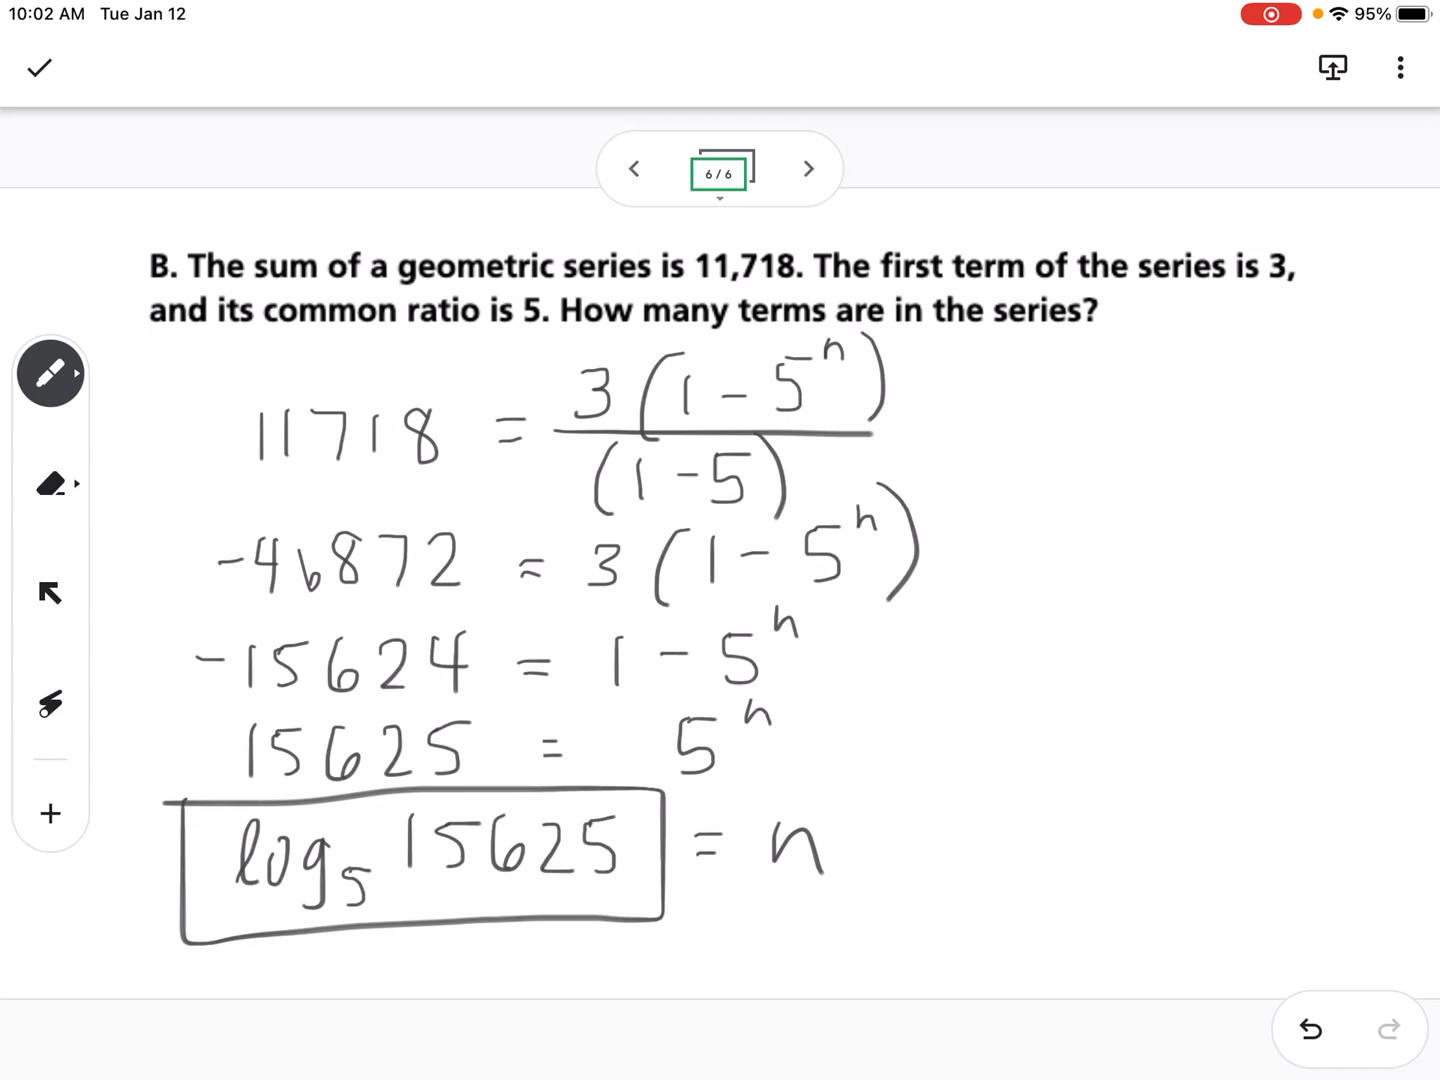 10:02 AM Tue Jan 12 95%
6 / 6
B. The sum of a geometric series is 11,718. The first term of the series is 3,
and its common ratio is 5. How many terms are in the series?
11718 = 3(1 - 5^n) / (1 - 5)
-46872 = 3(1 - 5^n)
-15624 = 1 - 5^n
15625 = 5^n
log₅ 15625 = n